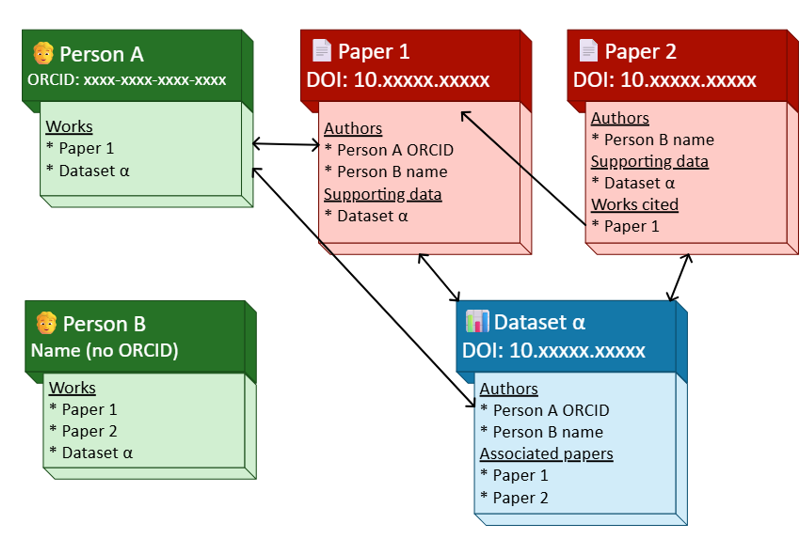 Person A
ORCID: xxxx-xxxx-xxxx-xxxx
Works
* Paper 1
* Dataset α
Paper 1
DOI: 10.xxxxx.xxxxx
Authors
* Person A ORCID
* Person B name
Supporting data
* Dataset α
Paper 2
DOI: 10.xxxxx.xxxxx
Authors
* Person B name
Supporting data
* Dataset α
Works cited
* Paper 1
Person B
Name (no ORCID)
Works
* Paper 1
* Paper 2
* Dataset α
Dataset α
DOI: 10.xxxxx.xxxxx
Authors
* Person A ORCID
* Person B name
Associated papers
* Paper 1
* Paper 2